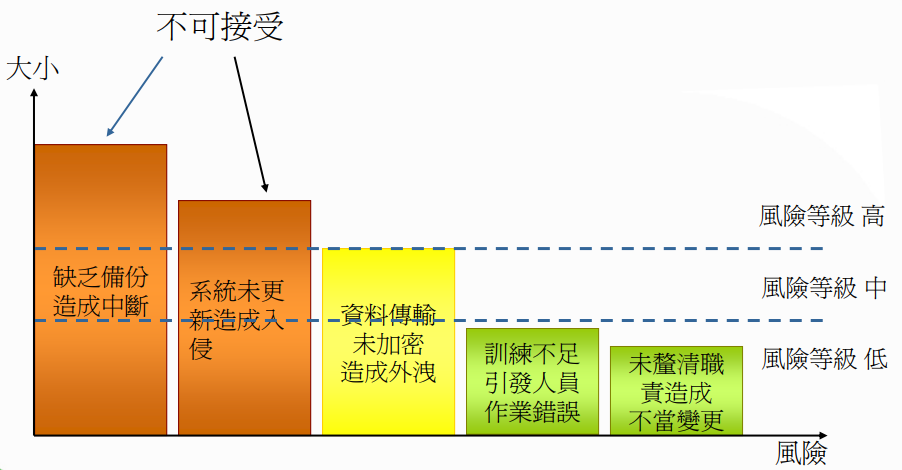 不可接受
大小
風險等級 高
缺乏備份
造成中斷
系統未更
新造成入
侵
風險等級 中
資料傳輸
未加密
造成外洩
訓練不足
引發人員
作業錯誤
未釐清職
責造成
不當變更
風險等級 低
風險